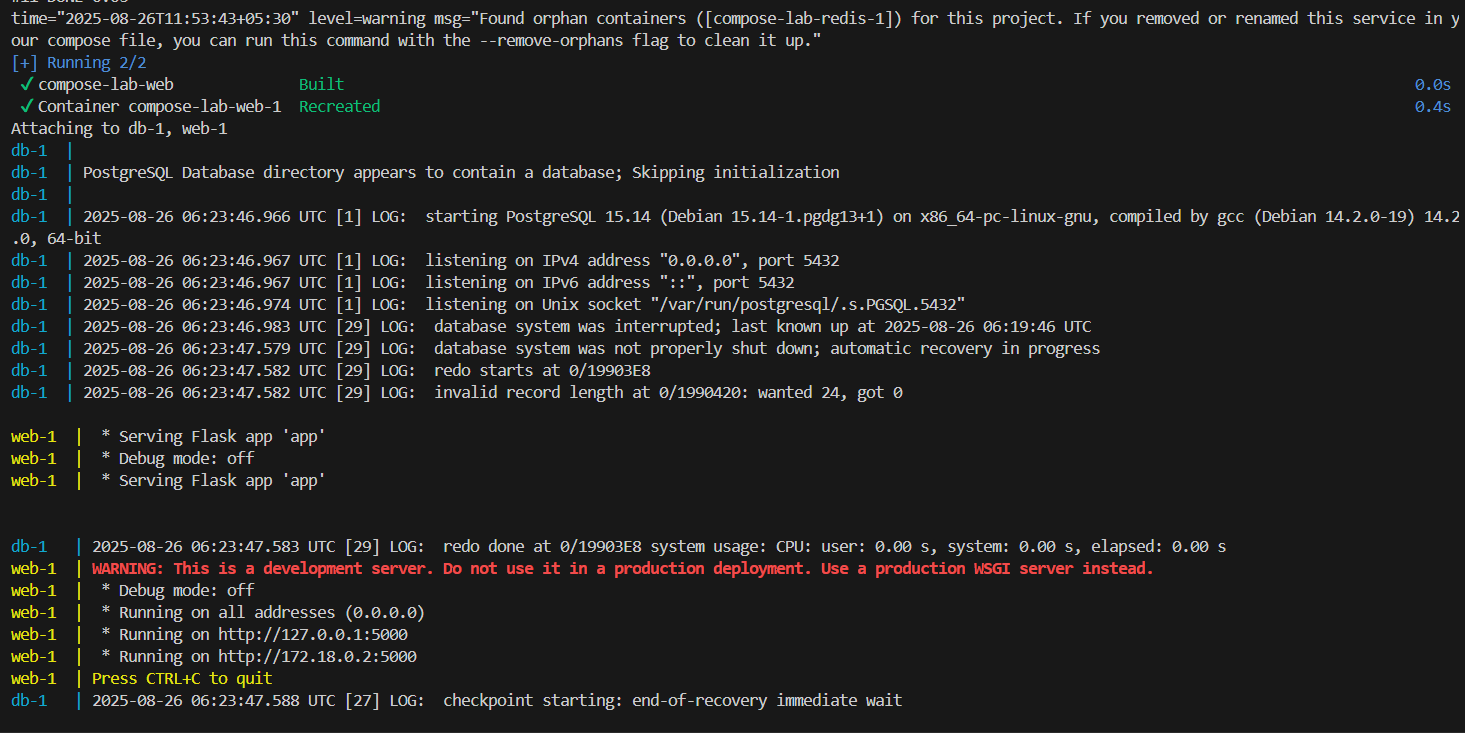 time="2025-08-26T11:53:43+05:30" level=warning msg="Found orphan containers ([compose-lab-redis-1]) for this project. If you removed or renamed this service in y
our compose file, you can run this command with the --remove-orphans flag to clean it up."
[+] Running 2/2
✓ compose-lab-web Built 0.0s
✓ Container compose-lab-web-1 Recreated 0.4s
Attaching to db-1, web-1
db-1 |
db-1 | PostgreSQL Database directory appears to contain a database; Skipping initialization
db-1 |
db-1 | 2025-08-26 06:23:46.966 UTC [1] LOG: starting PostgreSQL 15.14 (Debian 15.14-1.pgdg13+1) on x86_64-pc-linux-gnu, compiled by gcc (Debian 14.2.0-19) 14.2
.0, 64-bit
db-1 | 2025-08-26 06:23:46.967 UTC [1] LOG: listening on IPv4 address "0.0.0.0", port 5432
db-1 | 2025-08-26 06:23:46.967 UTC [1] LOG: listening on IPv6 address "::", port 5432
db-1 | 2025-08-26 06:23:46.974 UTC [1] LOG: listening on Unix socket "/var/run/postgresql/.s.PGSQL.5432"
db-1 | 2025-08-26 06:23:46.983 UTC [29] LOG: database system was interrupted; last known up at 2025-08-26 06:19:46 UTC
db-1 | 2025-08-26 06:23:47.579 UTC [29] LOG: database system was not properly shut down; automatic recovery in progress
db-1 | 2025-08-26 06:23:47.582 UTC [29] LOG: redo starts at 0/19903E8
db-1 | 2025-08-26 06:23:47.582 UTC [29] LOG: invalid record length at 0/1990420: wanted 24, got 0
web-1 | * Serving Flask app 'app'
web-1 | * Debug mode: off
web-1 | * Serving Flask app 'app'
db-1 | 2025-08-26 06:23:47.583 UTC [29] LOG: redo done at 0/19903E8 system usage: CPU: user: 0.00 s, system: 0.00 s, elapsed: 0.00 s
web-1 | WARNING: This is a development server. Do not use it in a production deployment. Use a production WSGI server instead.
web-1 | * Debug mode: off
web-1 | * Running on all addresses (0.0.0.0)
web-1 | * Running on http://127.0.0.1:5000
web-1 | * Running on http://172.18.0.2:5000
web-1 | Press CTRL+C to quit
db-1 | 2025-08-26 06:23:47.588 UTC [27] LOG: checkpoint starting: end-of-recovery immediate wait